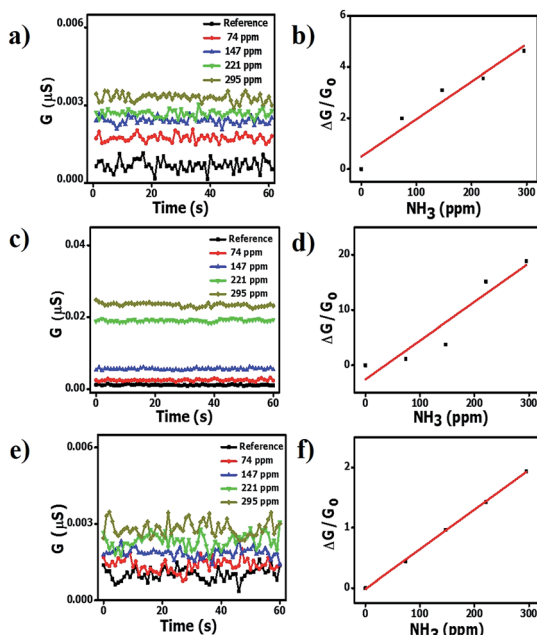 a)
0.006
0.003
0.000
G (μS)
Reference
74 ppm
147 ppm
221 ppm
295 ppm
0
20
40
60
Time (s)
b)
6
4
2
0
ΔG/G0
0
100
200
300
NH3 (ppm)
c)
0.04
0.02
0.00
G (μS)
Reference
74 ppm
147 ppm
221 ppm
295 ppm
0
20
40
60
Time (s)
d)
20
10
0
ΔG/G0
0
100
200
300
NH3 (ppm)
e)
0.006
0.003
0.000
G (μS)
Reference
74 ppm
147 ppm
221 ppm
295 ppm
0
20
40
60
Time (s)
f)
2
1
0
ΔG/G0
0
100
200
300
NH3 (ppm)